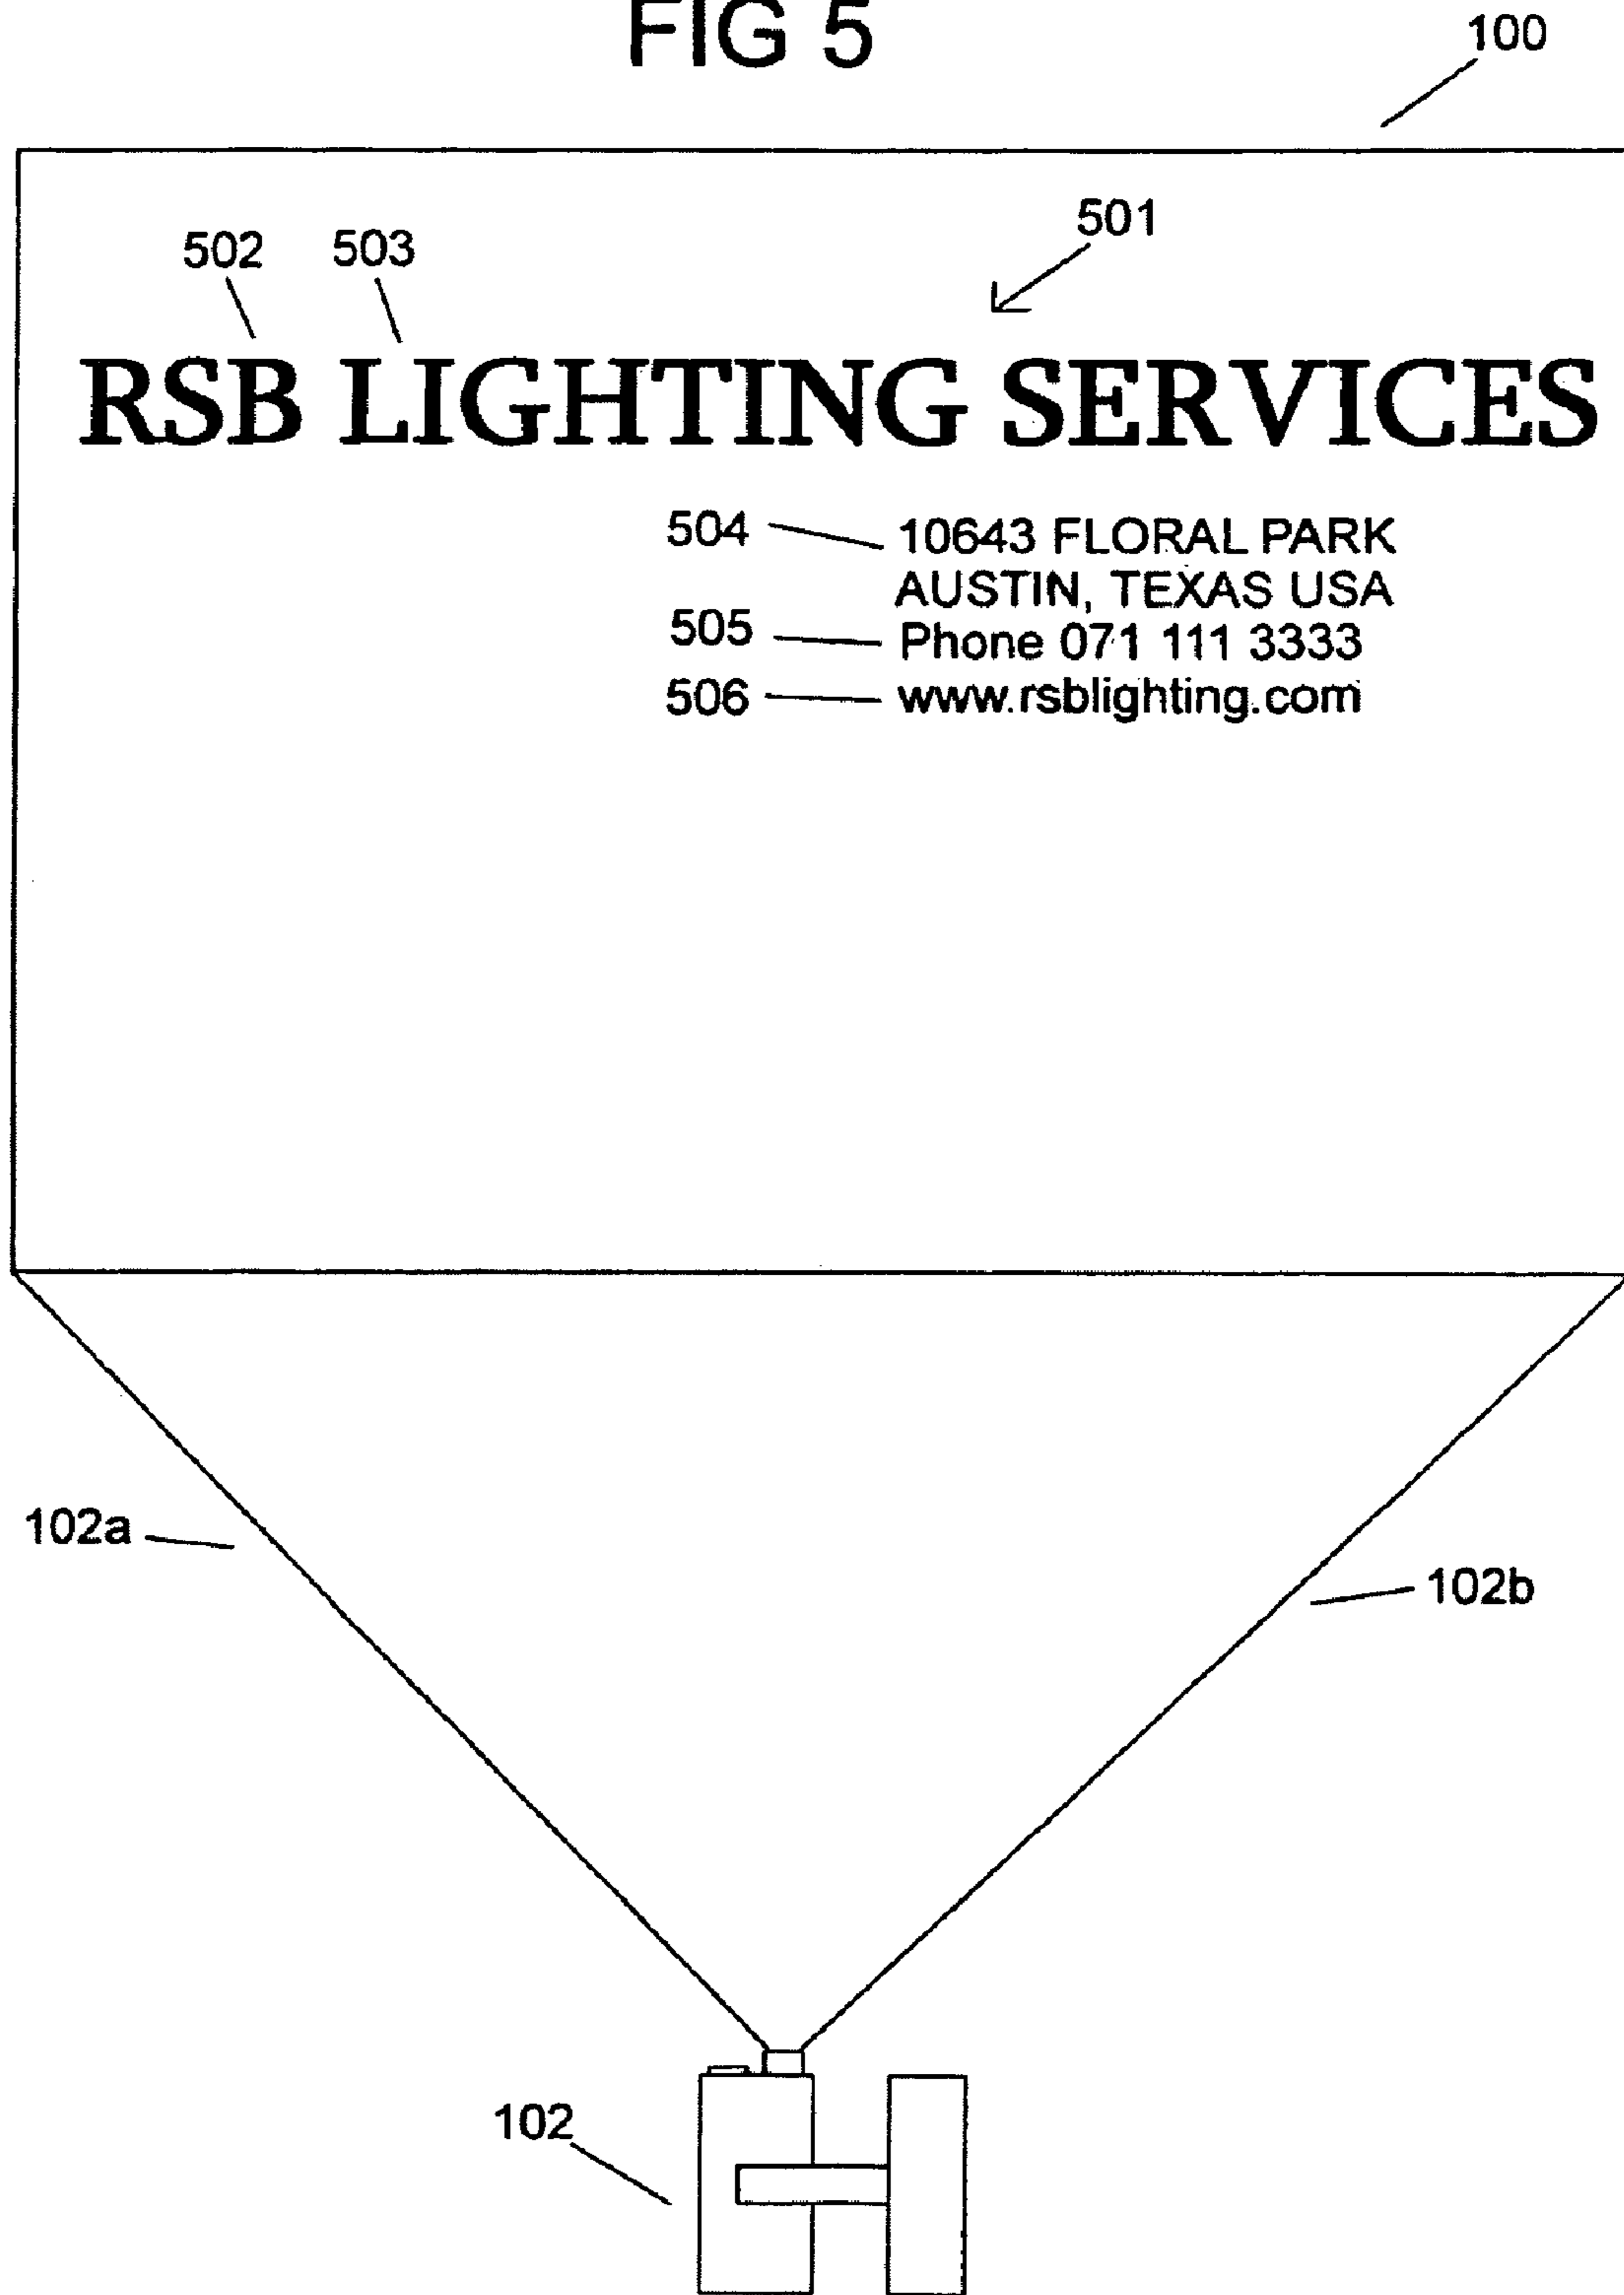 FIG 5
100
501
502 503
RSB LIGHTING SERVICES
504 10643 FLORAL PARK
AUSTIN, TEXAS USA
505 Phone 071 111 3333
506 www.rsblighting.com
102a
102b
102